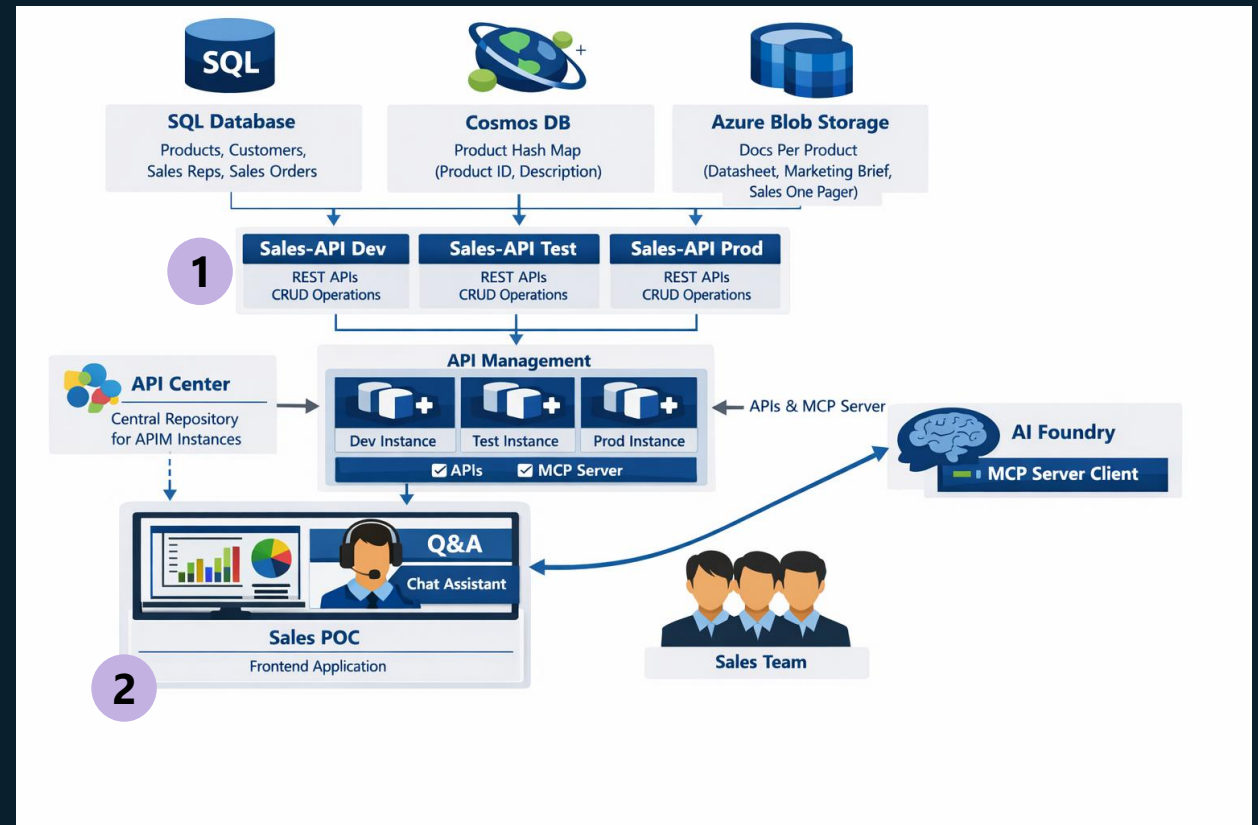 SQL
SQL Database
Products, Customers,
Sales Reps, Sales Orders
Cosmos DB
Product Hash Map
(Product ID, Description)
Azure Blob Storage
Docs Per Product
(Datasheet, Marketing Brief,
Sales One Pager)
1
Sales-API Dev
REST APIs
CRUD Operations
Sales-API Test
REST APIs
CRUD Operations
Sales-API Prod
REST APIs
CRUD Operations
API Center
Central Repository
for APIM Instances
API Management
Dev Instance
Test Instance
Prod Instance
APIs
MCP Server
APIs & MCP Server
AI Foundry
MCP Server Client
Q&A
Chat Assistant
Sales POC
Frontend Application
2
Sales Team